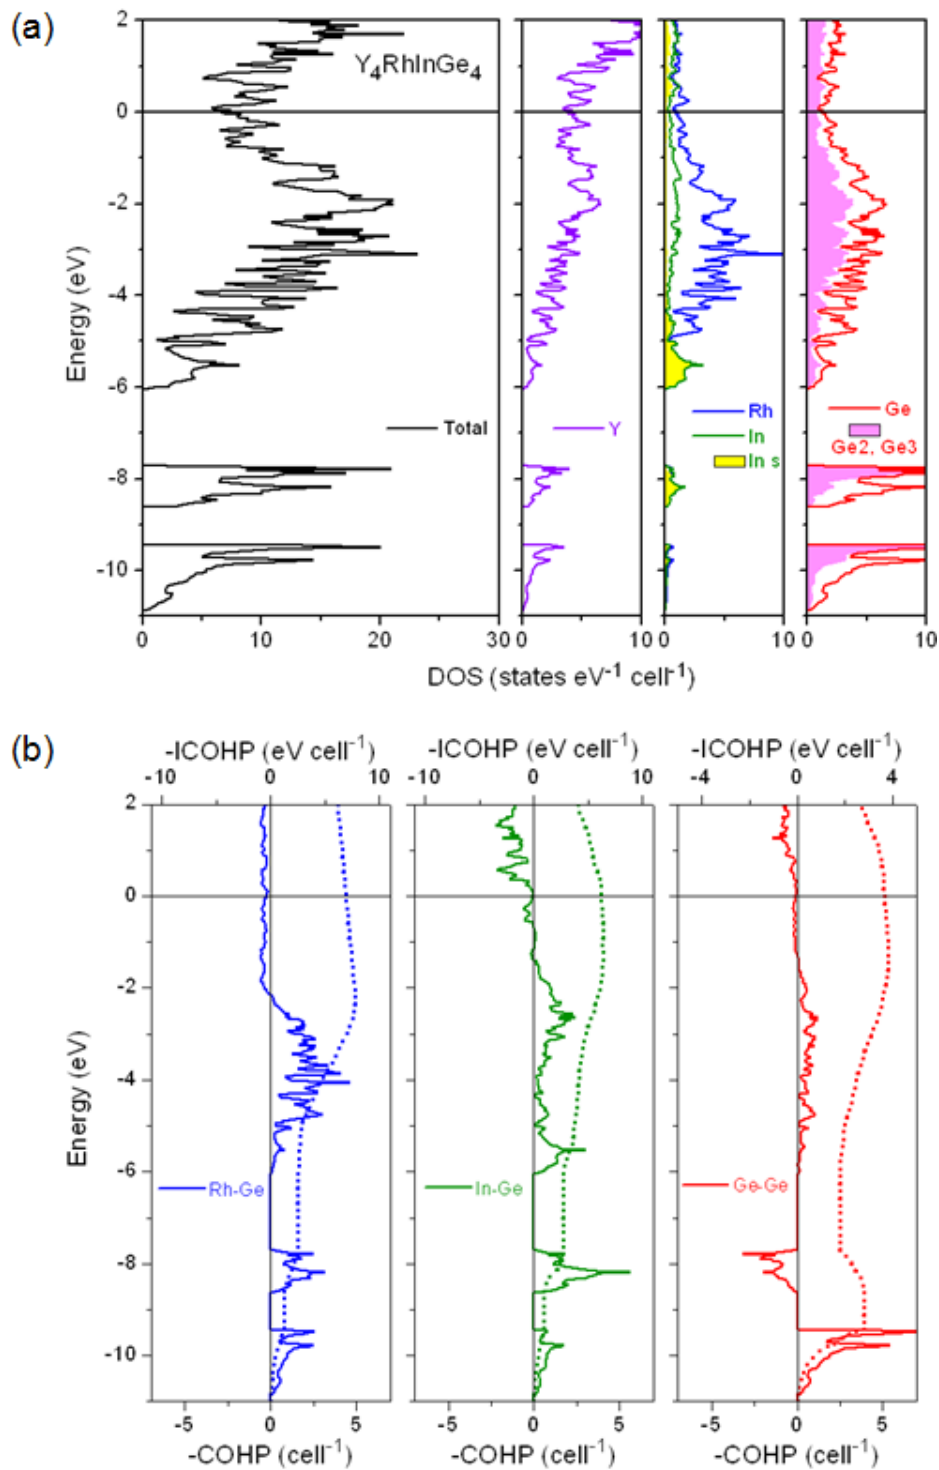 (a)
Y4RhInGe4
Energy (eV)
2
0
-2
-4
-6
-8
-10
Total
Y
Rh
In
In s
Ge
Ge2, Ge3
0 10 20 30 0 10 0 10 0 10
DOS (states eV-1 cell-1)
(b)
-ICOHP (eV cell-1) -ICOHP (eV cell-1) -ICOHP (eV cell-1)
-10 0 10 -10 0 10 -4 0 4
Energy (eV)
2
0
-2
-4
-6
-8
-10
Rh-Ge
In-Ge
Ge-Ge
-5 0 5 -5 0 5 -5 0 5
-COHP (cell-1) -COHP (cell-1) -COHP (cell-1)